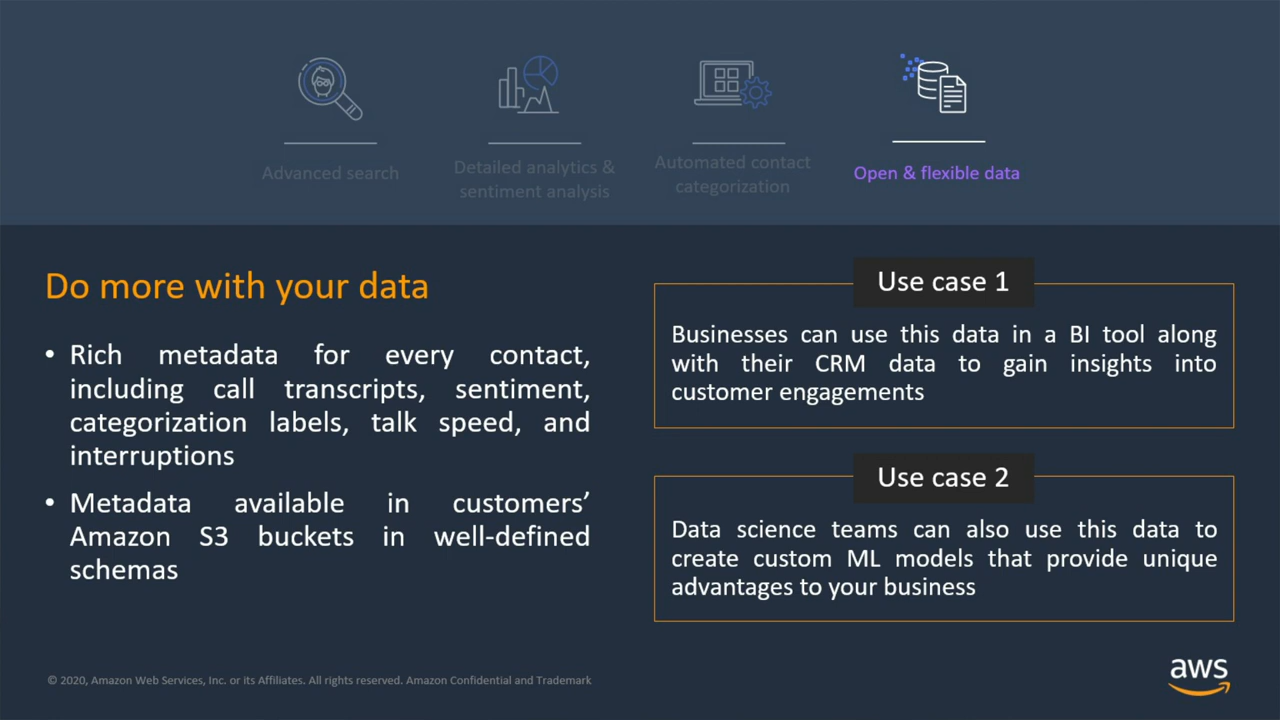 Advanced search
Detailed analytics &
sentiment analysis
Automated contact
categorization
Open & flexible data
Do more with your data
• Rich metadata for every contact,
including call transcripts, sentiment,
categorization labels, talk speed, and
interruptions
• Metadada available in customers’
Amazon S3 buckets in well-defined
schemas
Use case 1
Businesses can use this data in a BI tool along
with their CRM data to gain insights into
customer engagements
Use case 2
Data science teams can also use this data to
create custom ML models that provide unique
advantages to your business
© 2020, Amazon Web Services, Inc. or its Affiliates. All rights reserved. Amazon Confidential and Trademark
aws